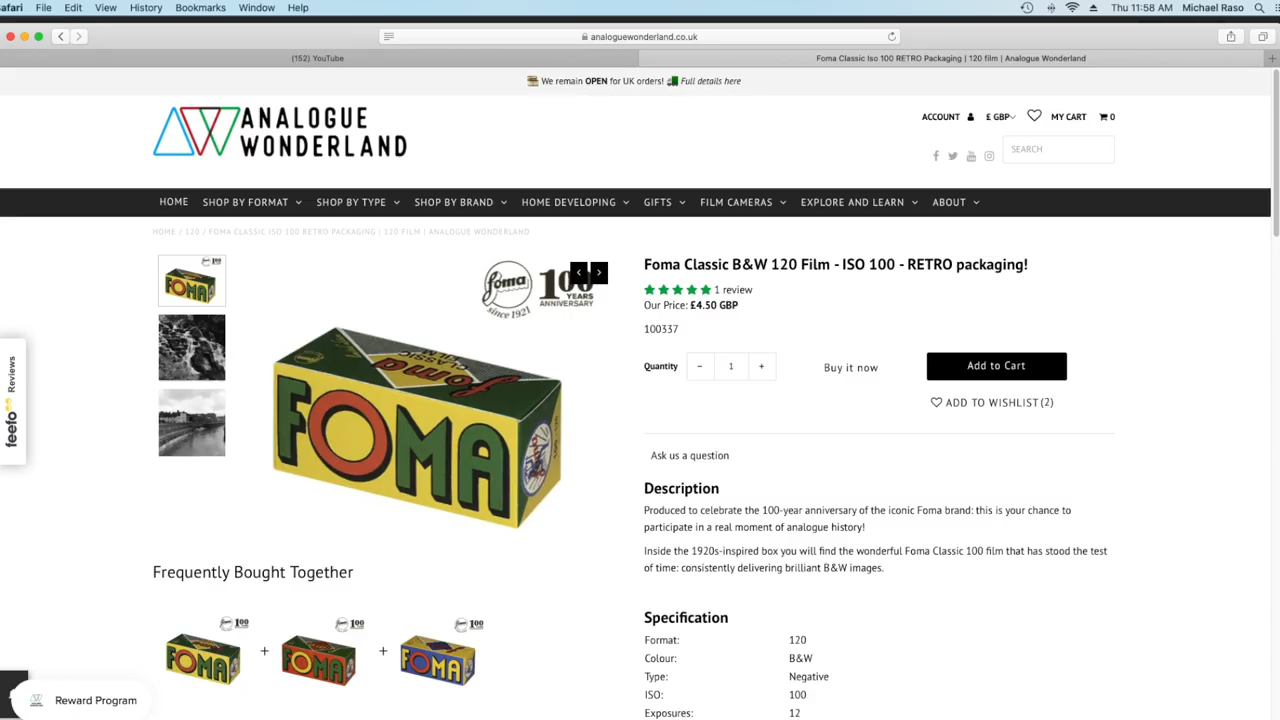 afari File Edit View History Bookmarks Window Help
Thu 11:58 AM Michael Raso
analoguewonderland.co.uk
(152) YouTube
Foma Classic Iso 100 RETRO Packaging | 120 film | Analogue Wonderland
We remain OPEN for UK orders! Full details here
ANALOGUE
WONDERLAND
ACCOUNT £ GBP MY CART 0
SEARCH
HOME SHOP BY FORMAT SHOP BY TYPE SHOP BY BRAND HOME DEVELOPING GIFTS FILM CAMERAS EXPLORE AND LEARN ABOUT
HOME / 120 / FOMA CLASSIC ISO 100 RETRO PACKAGING | 120 FILM | ANALOGUE WONDERLAND
foma
since 1921
100
YEARS
ANNIVERSARY
foma
CLASSIC
FOMA
Foma Classic B&W 120 Film - ISO 100 - RETRO packaging!
1 review
Our Price: £4.50 GBP
100337
Quantity - 1 + Buy it now Add to Cart
ADD TO WISHLIST (2)
Ask us a question
Description
Produced to celebrate the 100-year anniversary of the iconic Foma brand: this is your chance to
participate in a real moment of analogue history!
Inside the 1920s-inspired box you will find the wonderful Foma Classic 100 film that has stood the test
of time: consistently delivering brilliant B&W images.
Specification
Format: 120
Colour: B&W
Type: Negative
ISO: 100
Exposures: 12
feefo Reviews
Frequently Bought Together
foma 100 foma 100 foma 100
FOMA + FOMA + FOMA
Reward Program